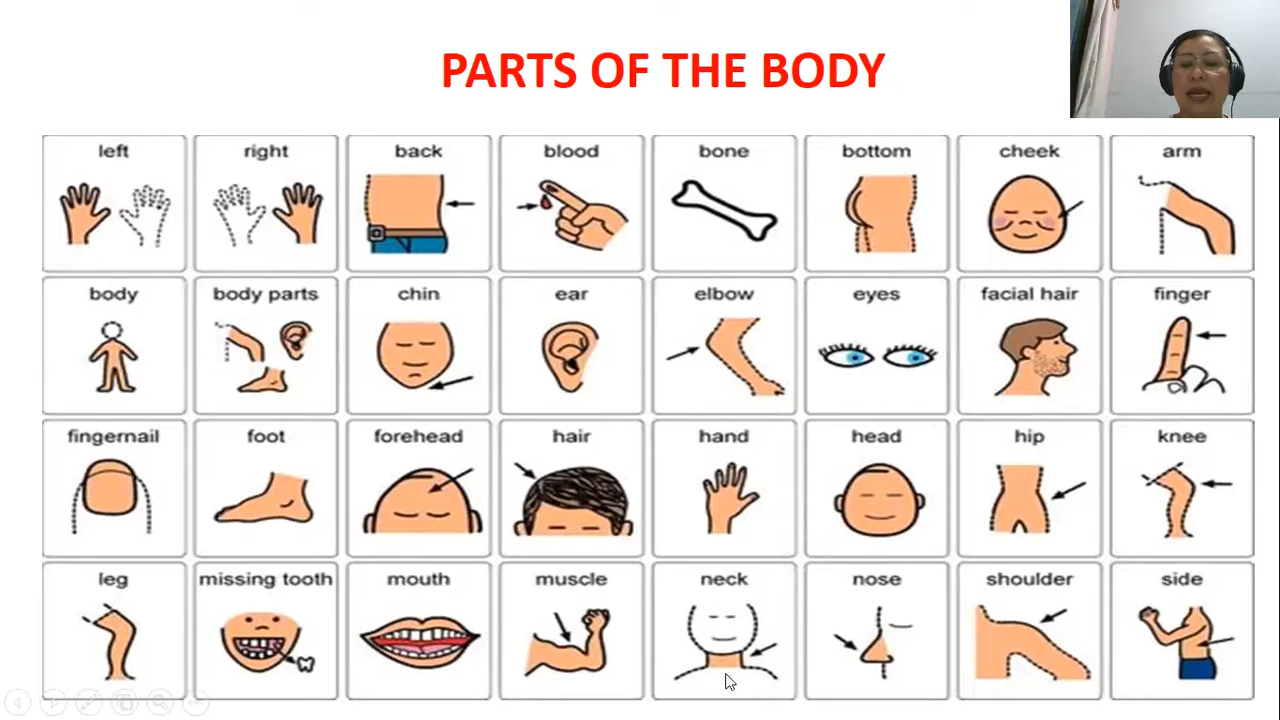 PARTS OF THE BODY
left right back blood bone bottom cheek arm
body body parts chin ear elbow eyes facial hair finger
fingernail foot forehead hair hand head hip knee
leg missing tooth mouth muscle neck nose shoulder side